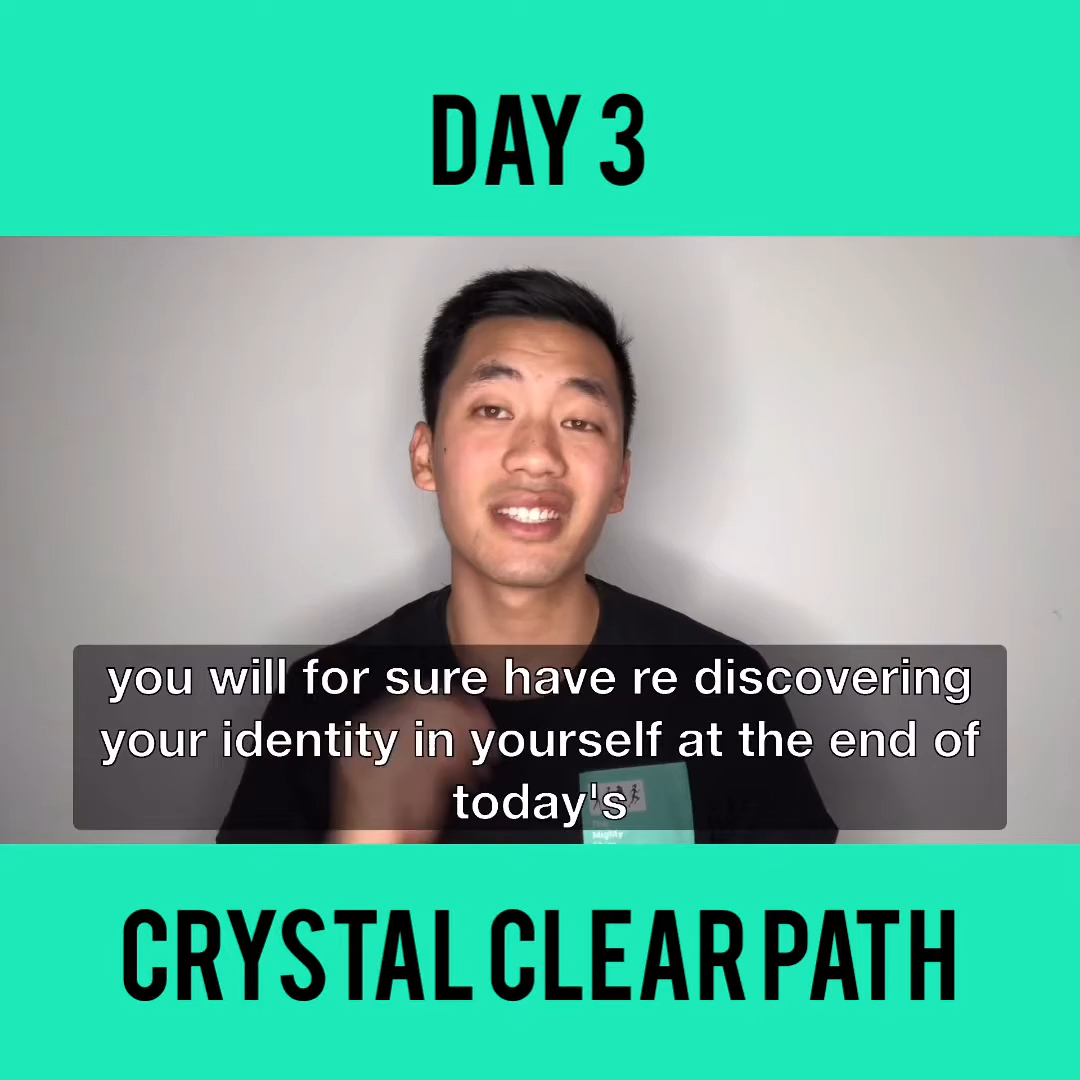 DAY 3
you will for sure have re discovering
your identity in yourself at the end of
today's
Mighty
CRYSTAL CLEAR PATH